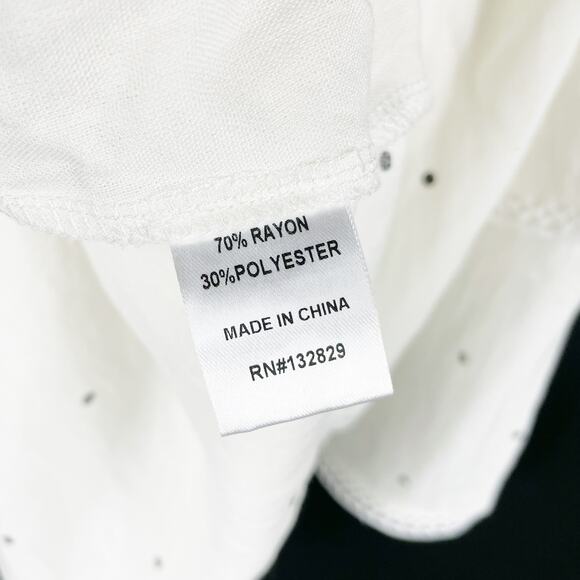 70% RAYON
30%POLYESTER
MADE IN CHINA
RN#132829